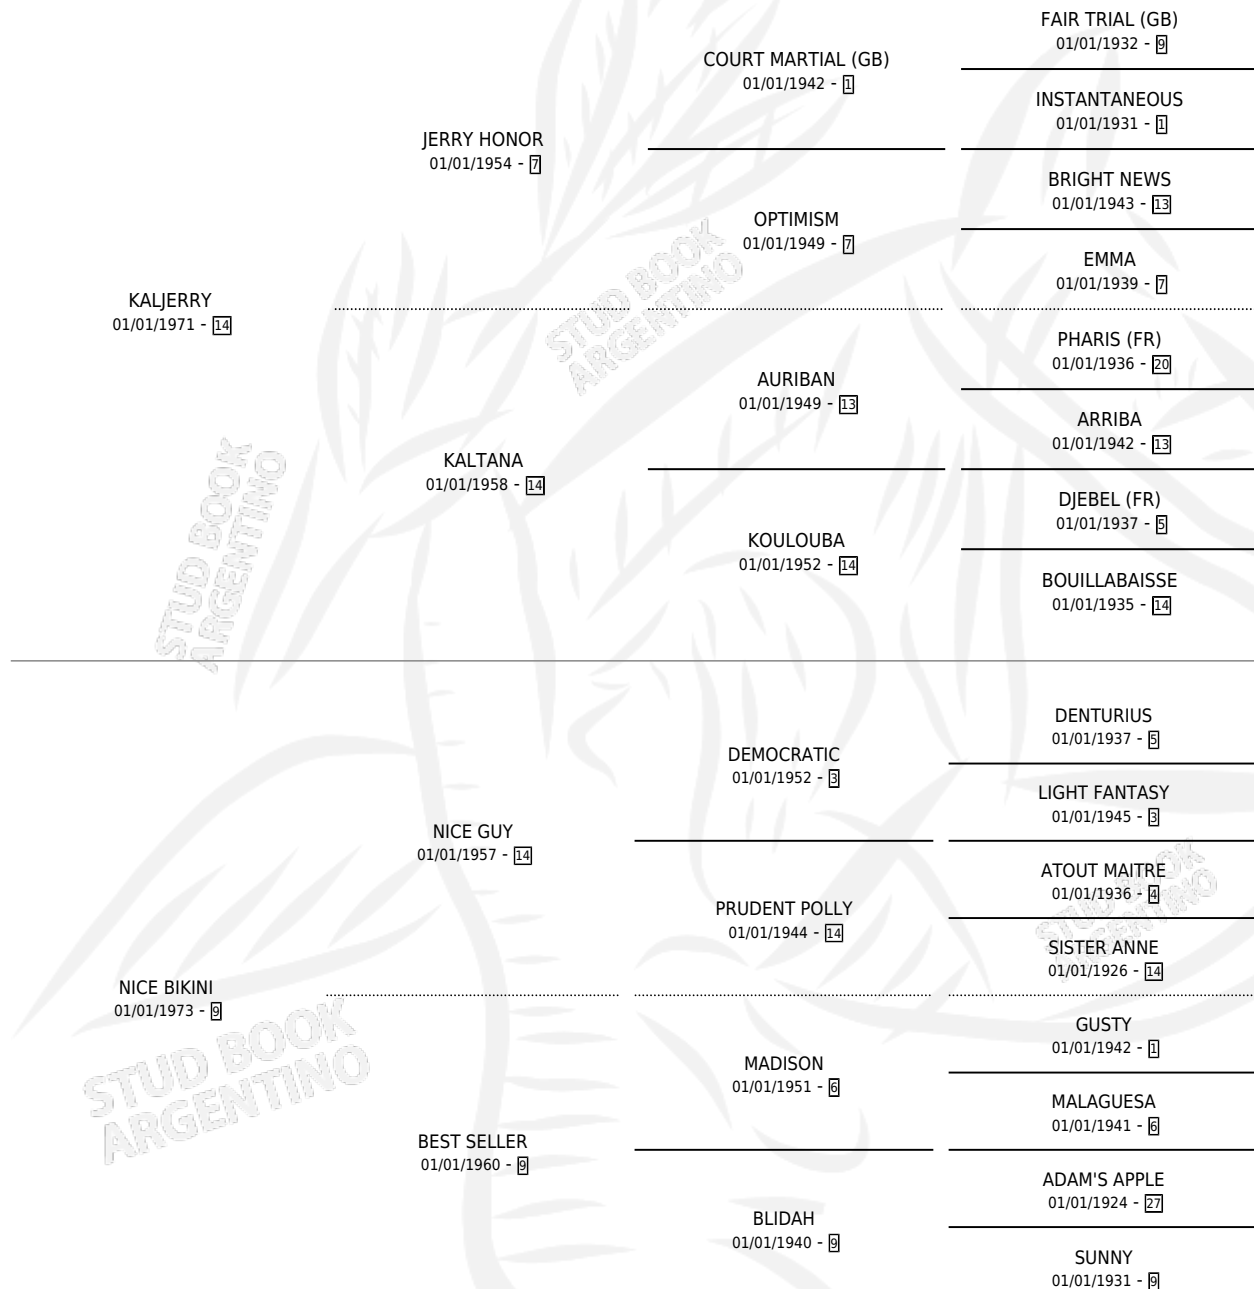 FAIR TRIAL (GB)
01/01/1932 - 9
COURT MARTIAL (GB)
01/01/1942 - 1
INSTANTANEOUS
01/01/1931 - 1
JERRY HONOR
01/01/1954 - 7
BRIGHT NEWS
01/01/1943 - 13
OPTIMISM
01/01/1949 - 7
EMMA
01/01/1939 - 7
KALJERRY
01/01/1971 - 14
PHARIS (FR)
01/01/1936 - 20
AURIBAN
01/01/1949 - 13
ARRIBA
01/01/1942 - 13
KALTANA
01/01/1958 - 14
DJEBEL (FR)
01/01/1937 - 5
KOULOUBA
01/01/1952 - 14
BOUILLABAISSE
01/01/1935 - 14
DENTURIUS
01/01/1937 - 5
DEMOCRATIC
01/01/1952 - 3
LIGHT FANTASY
01/01/1945 - 3
NICE GUY
01/01/1957 - 14
ATOUT MAITRE
01/01/1936 - 4
PRUDENT POLLY
01/01/1944 - 14
SISTER ANNE
01/01/1926 - 14
NICE BIKINI
01/01/1973 - 9
GUSTY
01/01/1942 - 1
MADISON
01/01/1951 - 6
MALAGUESA
01/01/1941 - 6
BEST SELLER
01/01/1960 - 9
ADAM'S APPLE
01/01/1924 - 27
BLIDAH
01/01/1940 - 9
SUNNY
01/01/1931 - 9
STUD BOOK
ARGENTINO
STUD BOOK
ARGENTINO
STUD BOOK
ARGENTINO
STUD BOOK
ARGENTINO